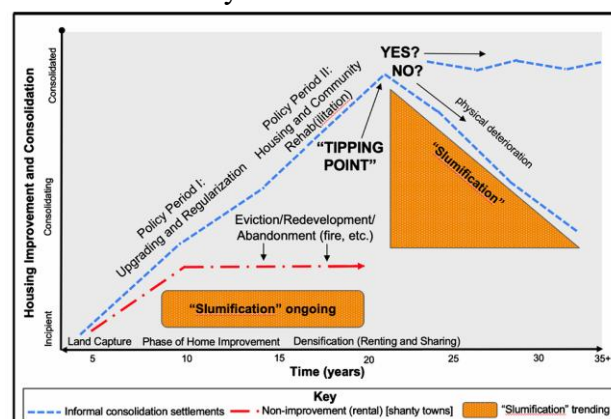 YES?
NO?
Consolidated
Consolidating
Incipient
Housing Improvement and Consolidation
Policy Period II:
Housing and Community
Rehab(ilitation)
Policy Period I:
Upgrading and Regularization
"TIPPING
POINT"
physical deterioration
"Slumification"
Eviction/Redevelopment/
Abandonment (fire, etc.)
"Slumification" ongoing
Land Capture
Phase of Home Improvement
Densification (Renting and Sharing)
5 10 15 20 25 30 35+
Time (years)
Key
Informal consolidation settlements
Non-improvement (rental) [shanty towns]
"Slumification" trending